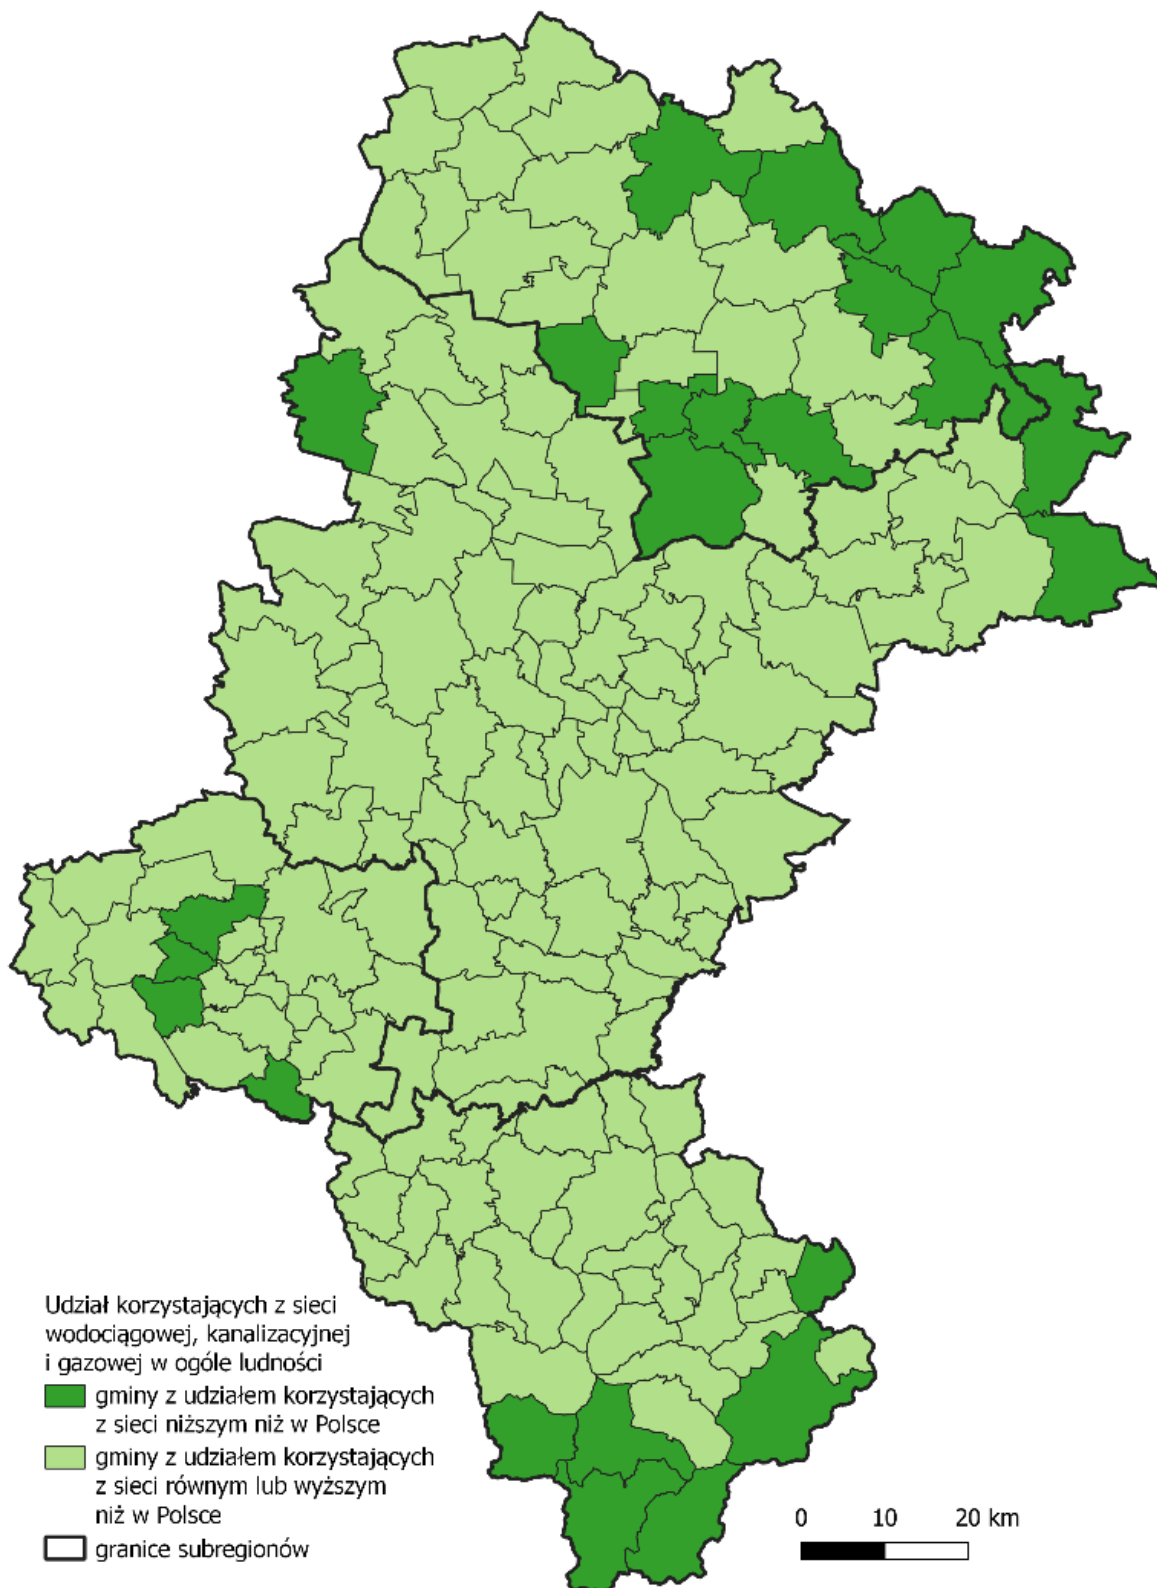 Udział korzystających z sieci
wodociągowej, kanalizacyjnej
i gazowej w ogóle ludności
gminy z udziałem korzystających
z sieci niższym niż w Polsce
gminy z udziałem korzystających
z sieci równym lub wyższym
niż w Polsce
granice subregionów
0 10 20 km